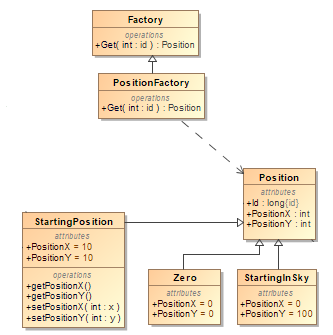 Factory
operations
+Get( int : id ) : Position
PositionFactory
operations
+Get( int : id ) : Position
Position
attributes
+Id : long{id}
+PositionX : int
+PositionY : int
StartingPosition
attributes
+PositionX = 10
+PositionY = 10
operations
+getPositionX()
+getPositionY()
+setPositionX( int : x )
+setPositionY( int : y )
Zero
attributes
+PositionX = 0
+PositionY = 0
StartingInSky
attributes
+PositionX = 0
+PositionY = 100